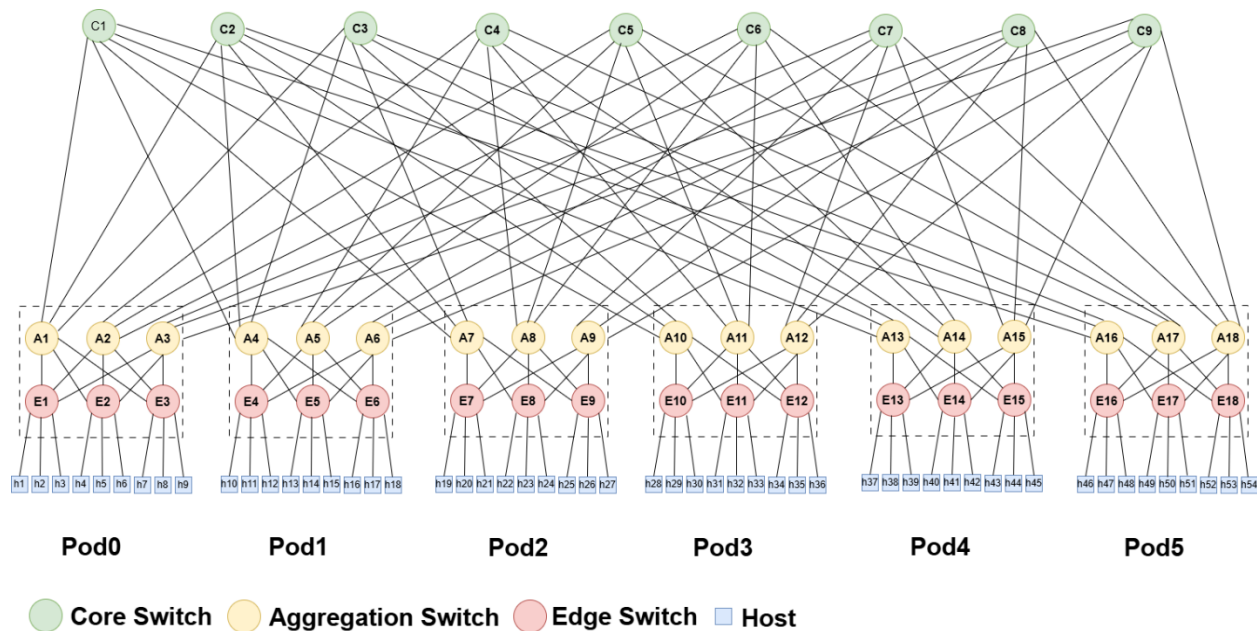 C1 C2 C3 C4 C5 C6 C7 C8 C9
A1 A2 A3 A4 A5 A6 A7 A8 A9 A10 A11 A12 A13 A14 A15 A16 A17 A18
E1 E2 E3 E4 E5 E6 E7 E8 E9 E10 E11 E12 E13 E14 E15 E16 E17 E18
h1 h2 h3 h4 h5 h6 h7 h8 h9 h10 h11 h12 h13 h14 h15 h16 h17 h18 h19 h20 h21 h22 h23 h24 h25 h26 h27 h28 h29 h30 h31 h32 h33 h34 h35 h36 h37 h38 h39 h40 h41 h42 h43 h44 h45 h46 h47 h48 h49 h50 h51 h52 h53 h54
Pod0 Pod1 Pod2 Pod3 Pod4 Pod5
Core Switch Aggregation Switch Edge Switch Host